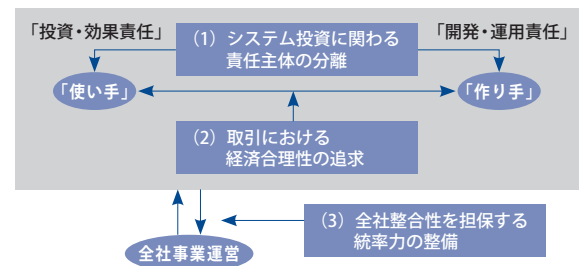 「投資・効果責任」
（1）システム投資に関わる
責任主体の分離
「開発・運用責任」
「使い手」
「作り手」
（2）取引における
経済合理性の追求
（3）全社整合性を担保する
統率力の整備
全社事業運営